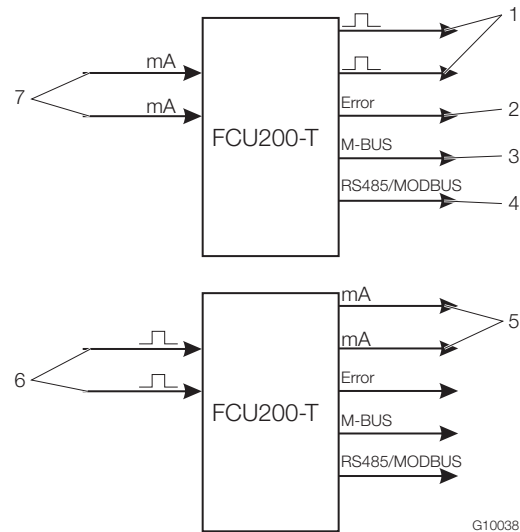 1
mA
7
mA
Error
2
FCU200-T
M-BUS
3
RS485/MODBUS
4
mA
mA
5
6
Error
FCU200-T
M-BUS
RS485/MODBUS
G10038